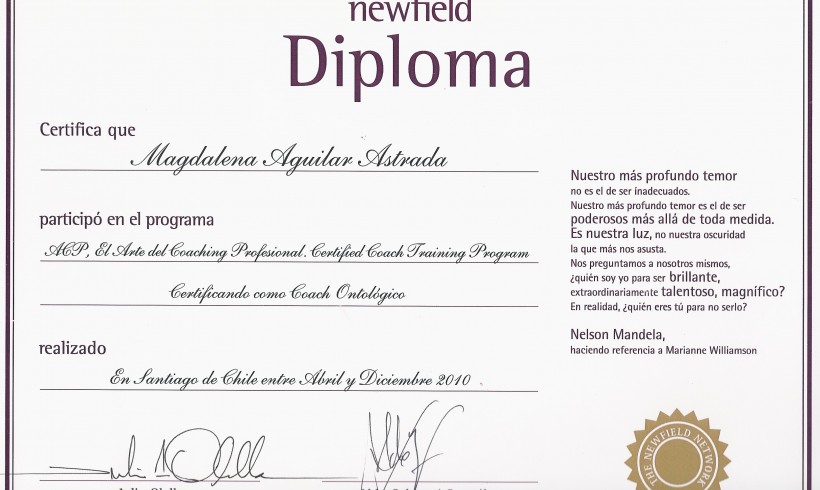 newfield
Diploma
Certifica que
Magdalena Aguilar Astrada
participó en el programa
ACP, El Arte del Coaching Profesional. Certified Coach Training Program
Certificando como Coach Ontológico
realizado
En Santiago de Chile entre Abril y Diciembre 2010
Nuestro más profundo temor
no es el de ser inadecuados.
Nuestro más profundo temor es el de ser
poderosos más allá de toda medida.
Es nuestra luz, no nuestra oscuridad
la que más nos asusta.
Nos preguntamos a nosotros mismos,
¿quién soy yo para ser brillante,
extraordinariamente talentoso, magnífico?
En realidad, ¿quién eres tú para no serlo?
Nelson Mandela,
haciendo referencia a Marianne Williamson
THE NEWFIELD NETWORK